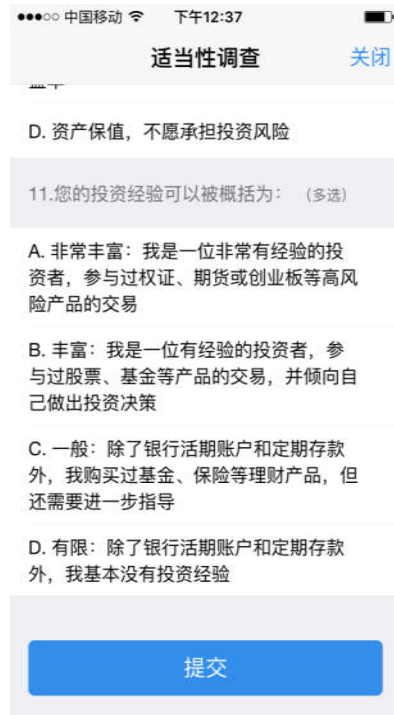 中国移动 下午12:37
适当性调查 关闭
D. 资产保值，不愿承担投资风险
11.您的投资经验可以被概括为：（多选）
A. 非常丰富：我是一位非常有经验的投
资者，参与过权证、期货或创业板等高风
险产品的交易
B. 丰富：我是一位有经验的投资者，参
与过股票、基金等产品的交易，并倾向自
己做出投资决策
C. 一般：除了银行活期账户和定期存款
外，我购买过基金、保险等理财产品，但
还需要进一步指导
D. 有限：除了银行活期账户和定期存款
外，我基本没有投资经验
提交